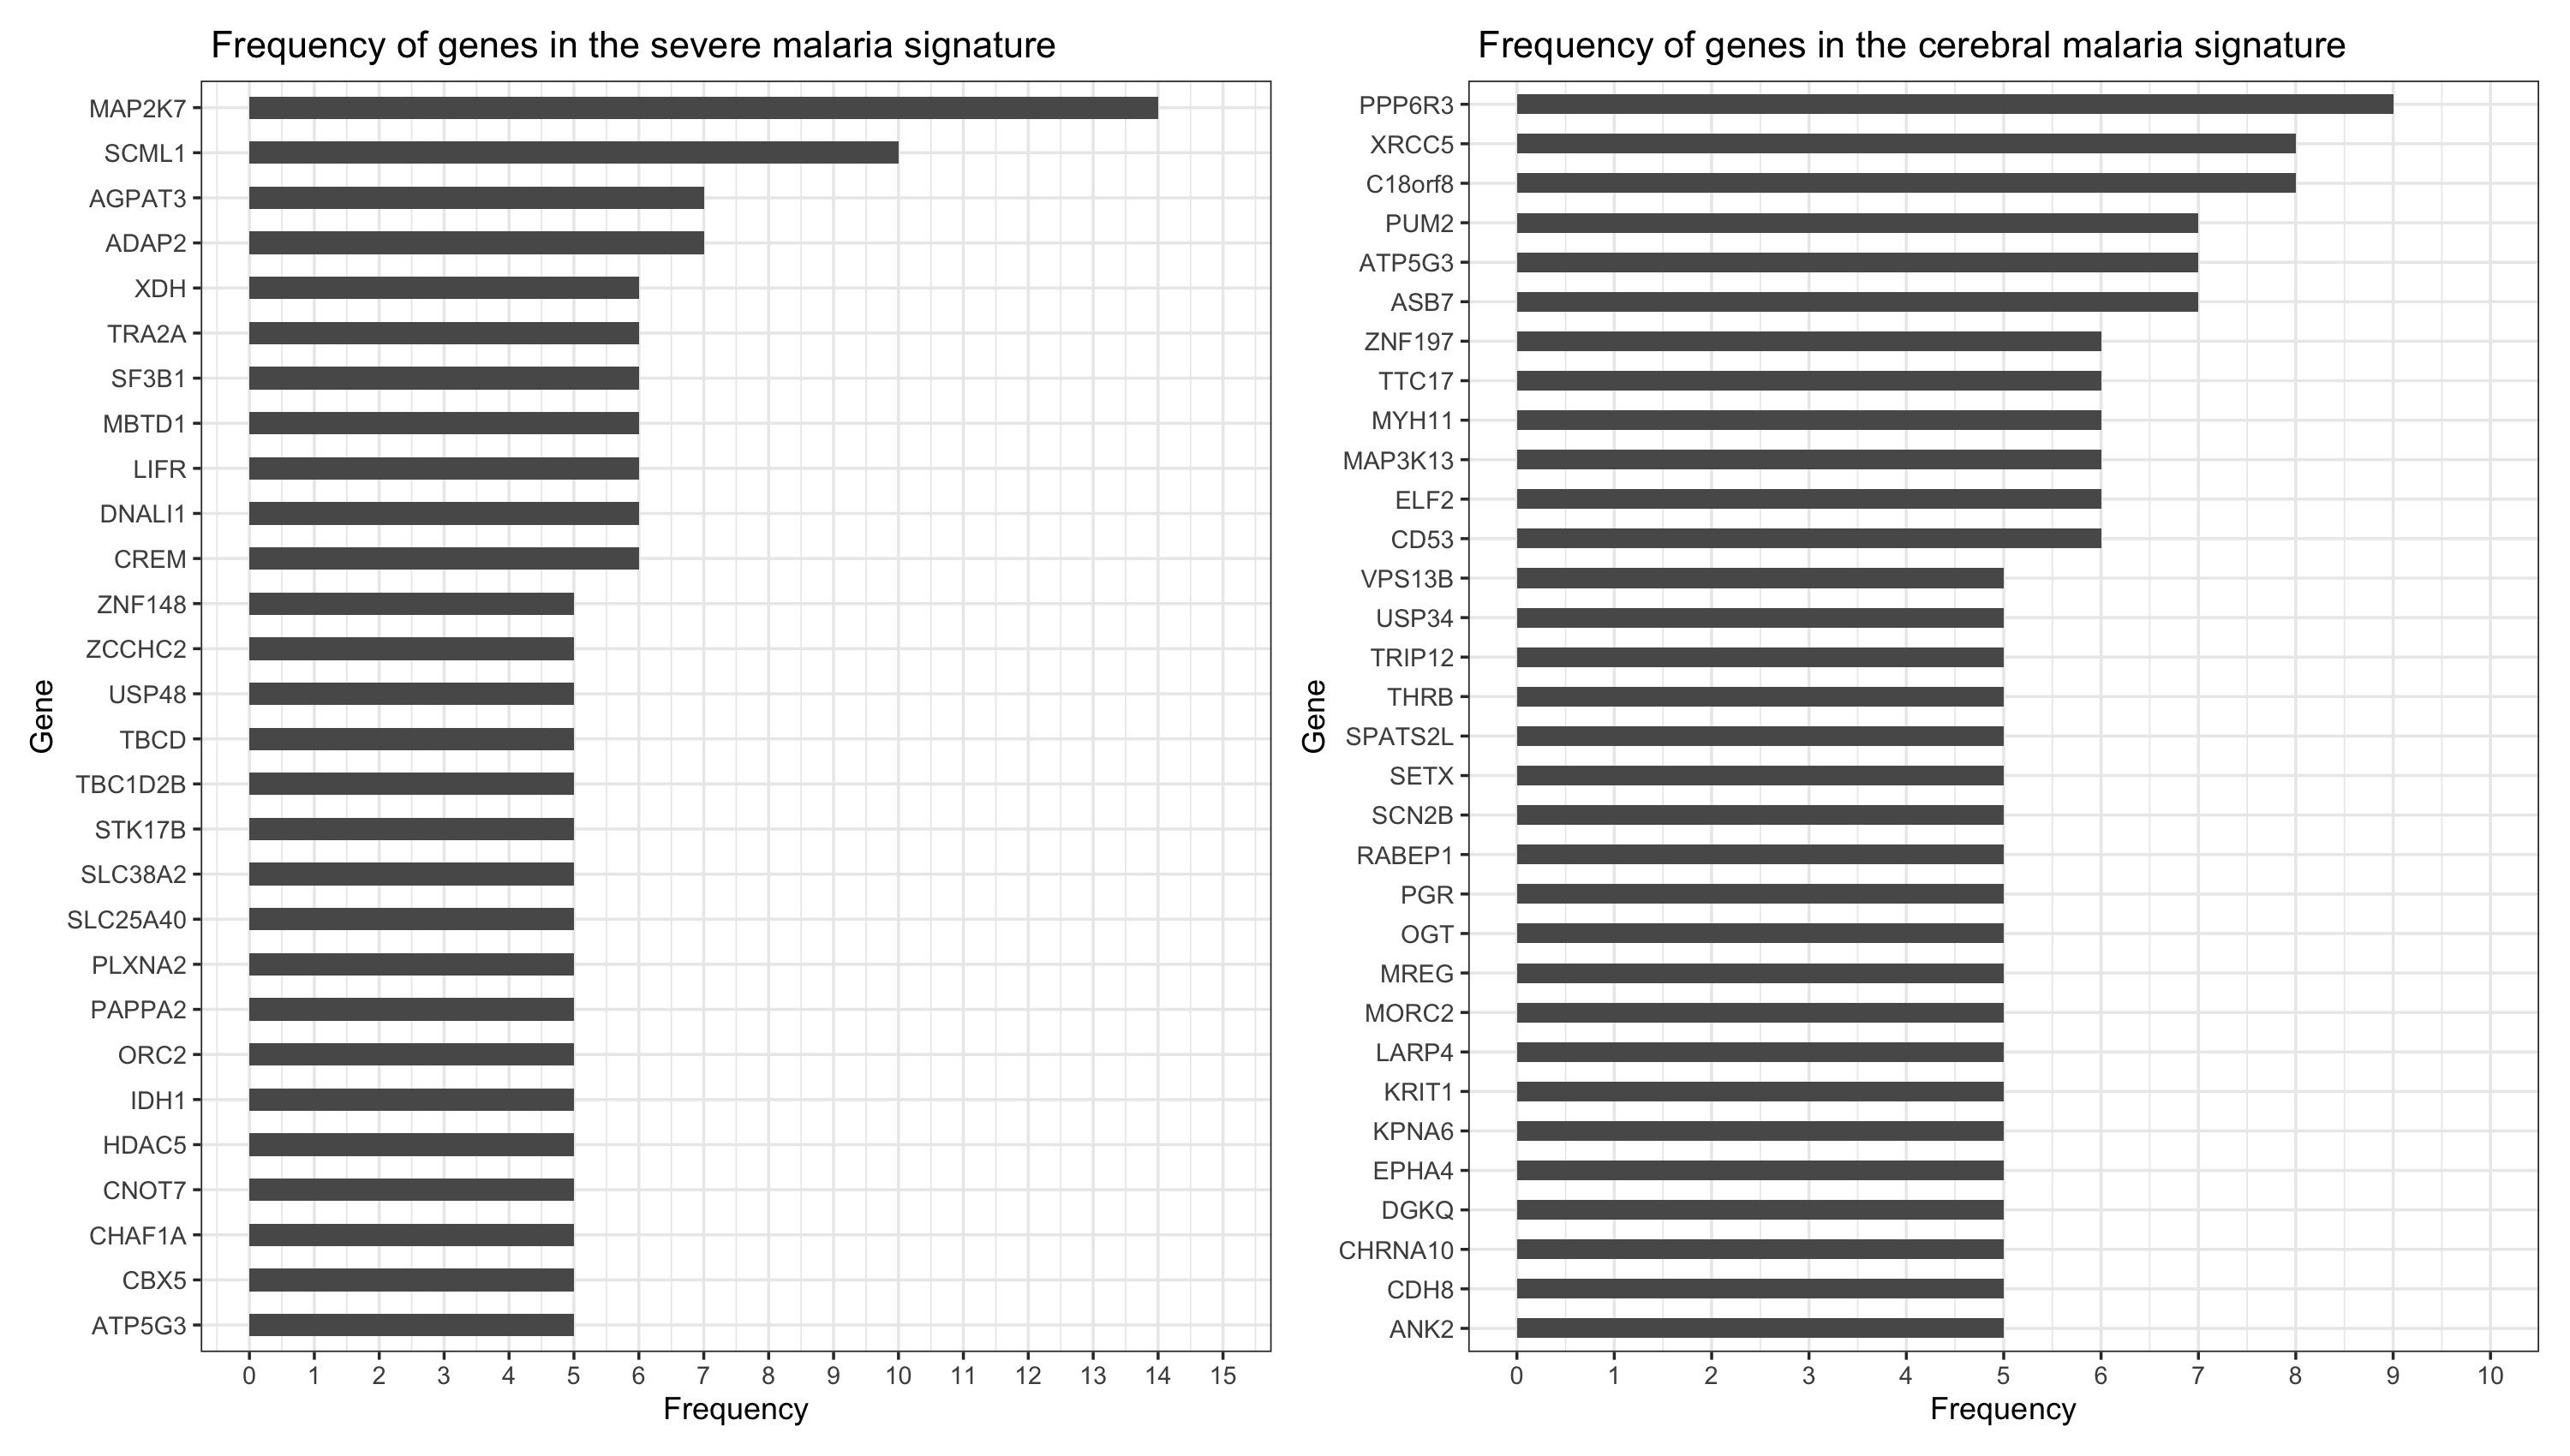 Frequency of genes in the severe malaria signature
Gene
MAP2K7
SCML1
AGPAT3
ADAP2
XDH
TRA2A
SF3B1
MBTD1
LIFR
DNALI1
CREM
ZNF148
ZCCHC2
USP48
TBCD
TBC1D2B
STK17B
SLC38A2
SLC25A40
PLXNA2
PAPPA2
ORC2
IDH1
HDAC5
CNOT7
CHAF1A
CBX5
ATP5G3
0 1 2 3 4 5 6 7 8 9 10 11 12 13 14 15
Frequency
Frequency of genes in the cerebral malaria signature
Gene
PPP6R3
XRCC5
C18orf8
PUM2
ATP5G3
ASB7
ZNF197
TTC17
MYH11
MAP3K13
ELF2
CD53
VPS13B
USP34
TRIP12
THRB
SPATS2L
SETX
SCN2B
RABEP1
PGR
OGT
MREG
MORC2
LARP4
KRIT1
KPNA6
EPHA4
DGKQ
CHRNA10
CDH8
ANK2
0 1 2 3 4 5 6 7 8 9 10
Frequency